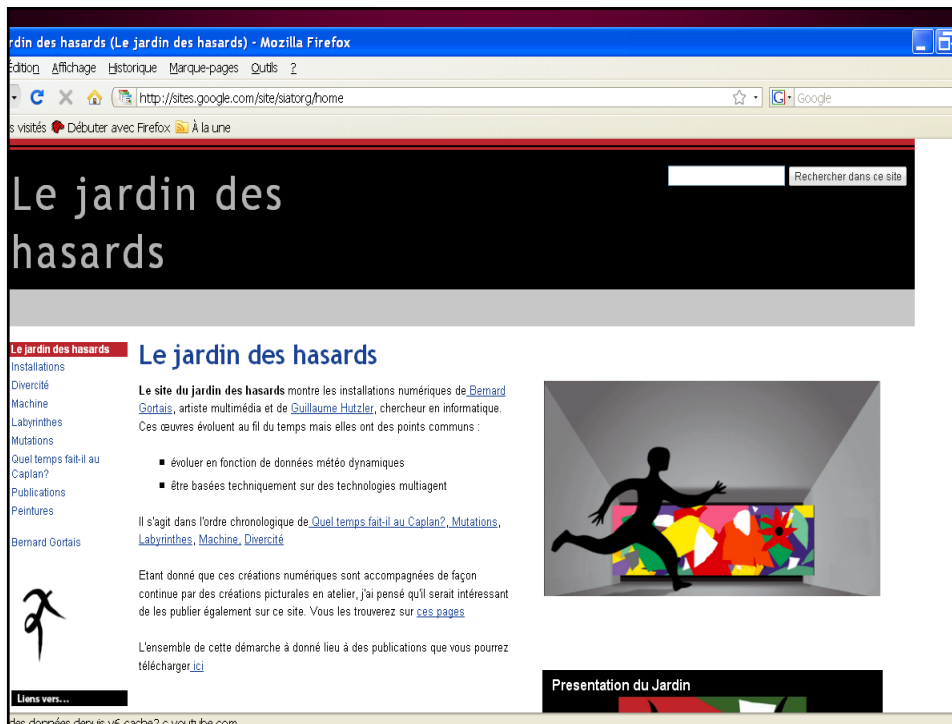 rdin des hasards (Le jardin des hasards) - Mozilla Firefox
Édition Affichage Historique Marque-pages Outils ?
http://sites.google.com/site/siatorg/home
Google
s visités Débuter avec Firefox À la une
Le jardin des
hasards
Rechercher dans ce site
Le jardin des hasards
Installations
Divercité
Machine
Labyrinthes
Mutations
Quel temps fait-il au
Caplan?
Publications
Peintures
Bernard Gortais
Liens vers...
Le jardin des hasards
Le site du jardin des hasards montre les installations numériques de Bernard
Gortais, artiste multimédia et de Guillaume Hutzler, chercheur en informatique.
Ces œuvres évoluent au fil du temps mais elles ont des points communs :
■ évoluer en fonction de données météo dynamiques
■ être basées techniquement sur des technologies multiagent
Il s'agit dans l'ordre chronologique de Quel temps fait-il au Caplan?, Mutations,
Labyrinthes, Machine, Divercité
Etant donné que ces créations numériques sont accompagnées de façon
continue par des créations picturales en atelier, j'ai pensé qu'il serait intéressant
de les publier également sur ce site. Vous les trouverez sur ces pages
L'ensemble de cette démarche à donné lieu à des publications que vous pourrez
télécharger ici
Presentation du Jardin
des données depuis v6.cache2.c.youtube.com